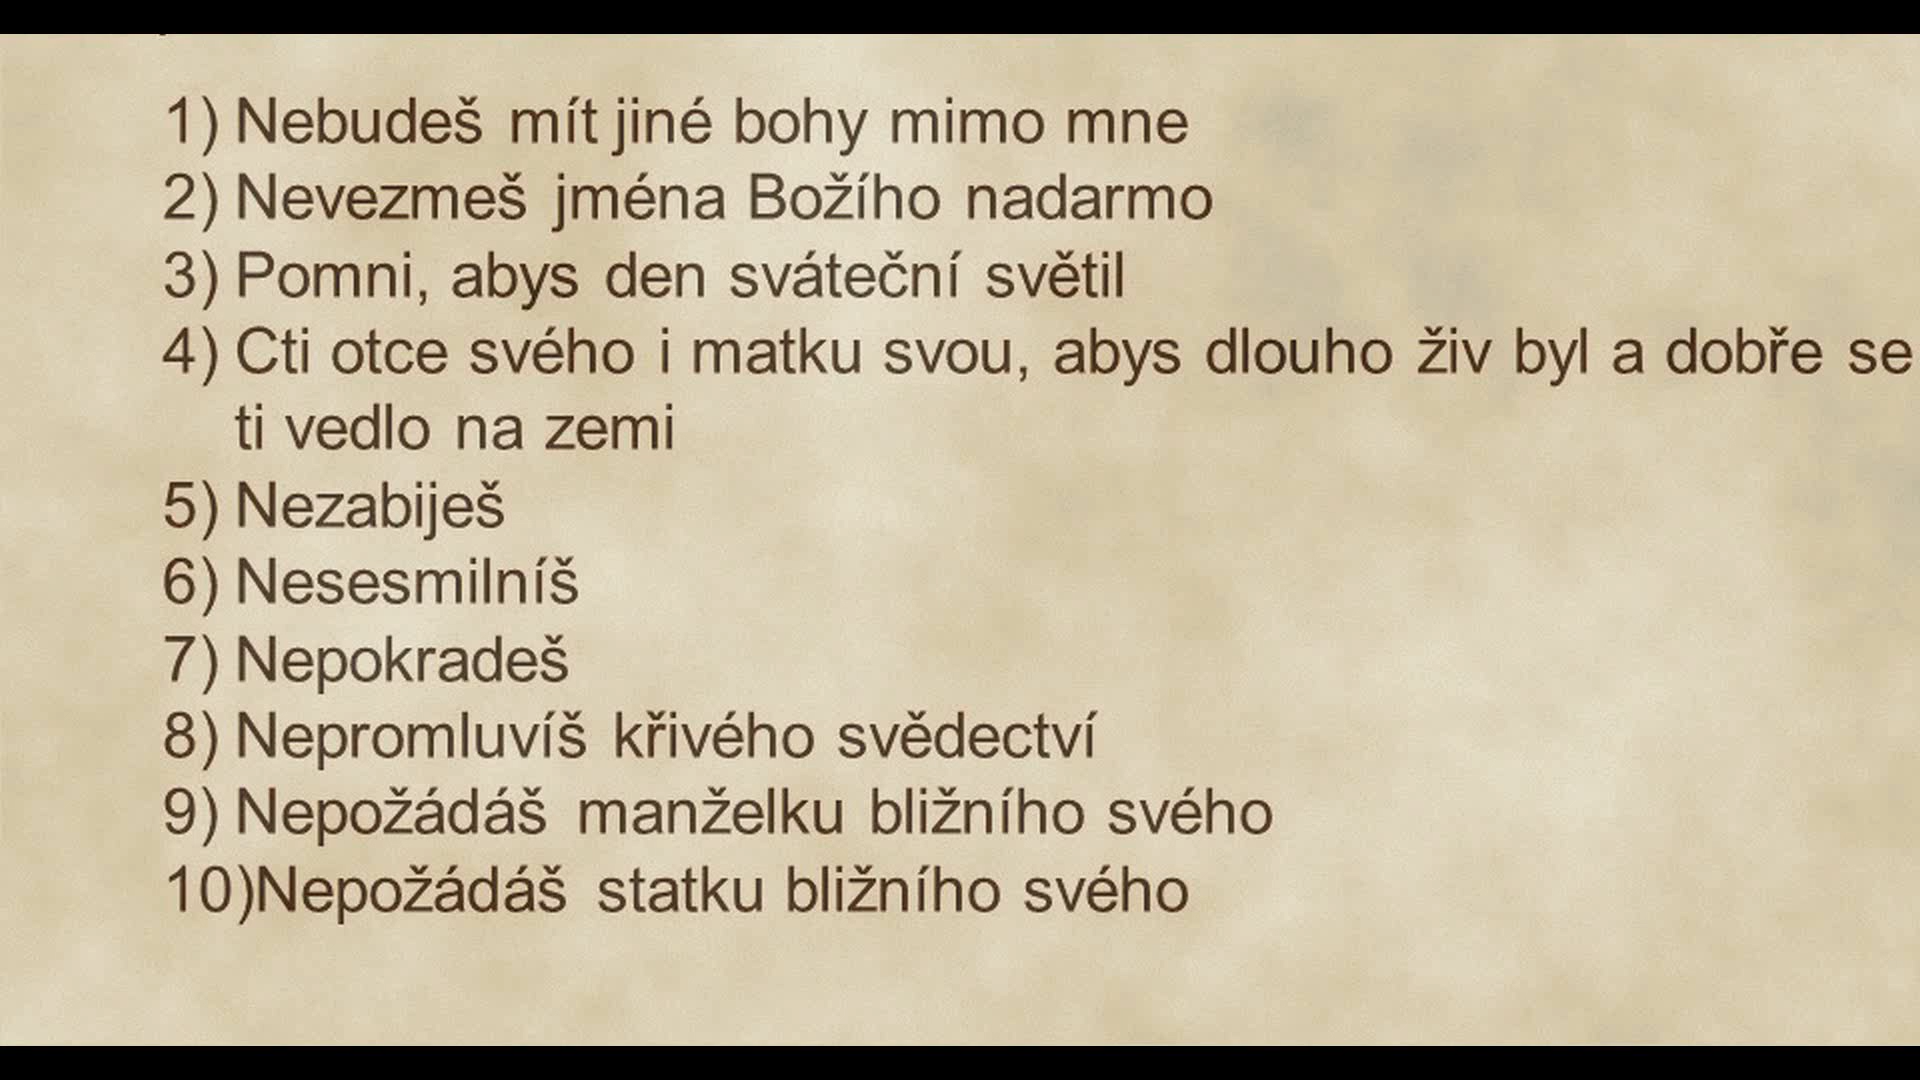 1) Nebudeš mít jiné bohy mimo mne
2) Nevezmeš jména Božího nadarmo
3) Pomni, abys den sváteční světil
4) Cti otce svého i matku svou, abys dlouho živ byl a dobře se
ti vedlo na zemi
5) Nezabiješ
6) Nesesmilníš
7) Nepokradeš
8) Nepromluvíš křivého svědectví
9) Nepožádáš manželku bližního svého
10)Nepožádáš statku bližního svého